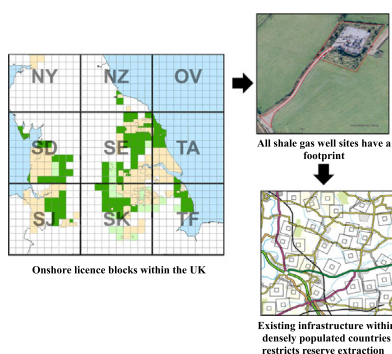 NY NZ OV
SD SE TA
SJ SK TF
Onshore licence blocks within the UK
All shale gas well sites have a
footprint
Existing infrastructure within
densely populated countries
restricts reserve extraction